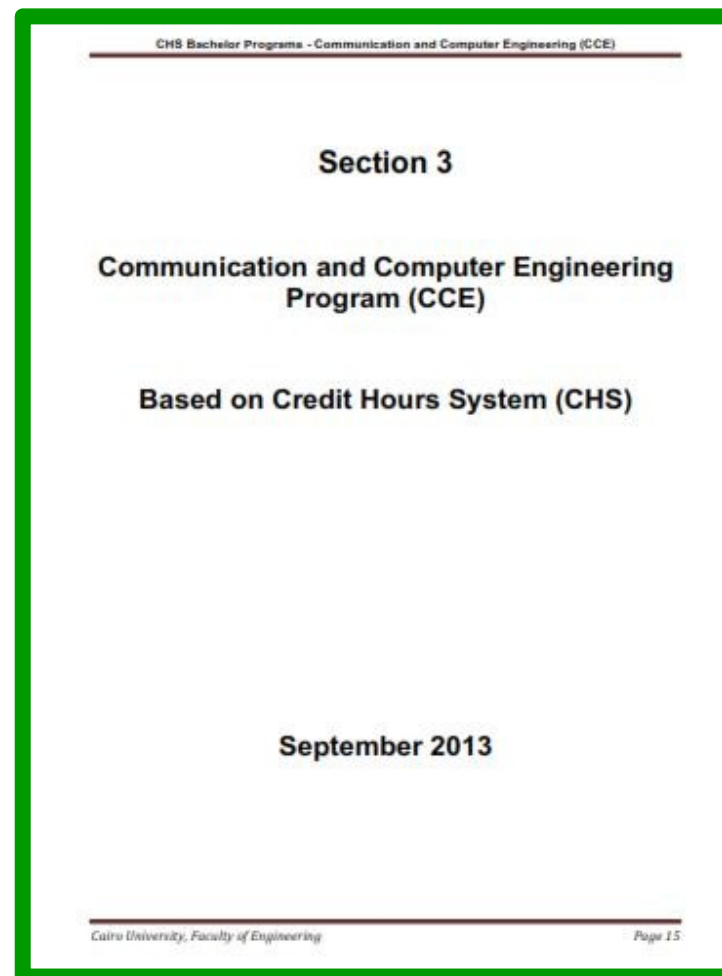 CHS Bachelor Programs - Communication and Computer Engineering (CCE)
Section 3
Communication and Computer Engineering
Program (CCE)
Based on Credit Hours System (CHS)
September 2013
Cairo University, Faculty of Engineering Page 15